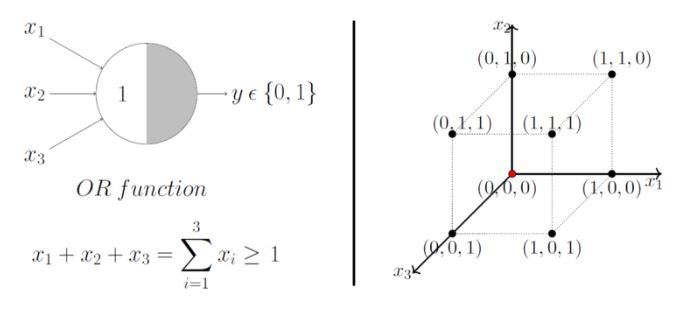 x₁
x₂
x₃
1
y ϵ {0, 1}
OR function
x₁ + x₂ + x₃ = ∑ᵢ₌₁³ xᵢ ≥ 1
x₂
(0, 1, 0)
(1, 1, 0)
(0, 1, 1)
(1, 1, 1)
(0, 0, 0)
(1, 0, 0)
x₁
(0, 0, 1)
(1, 0, 1)
x₃